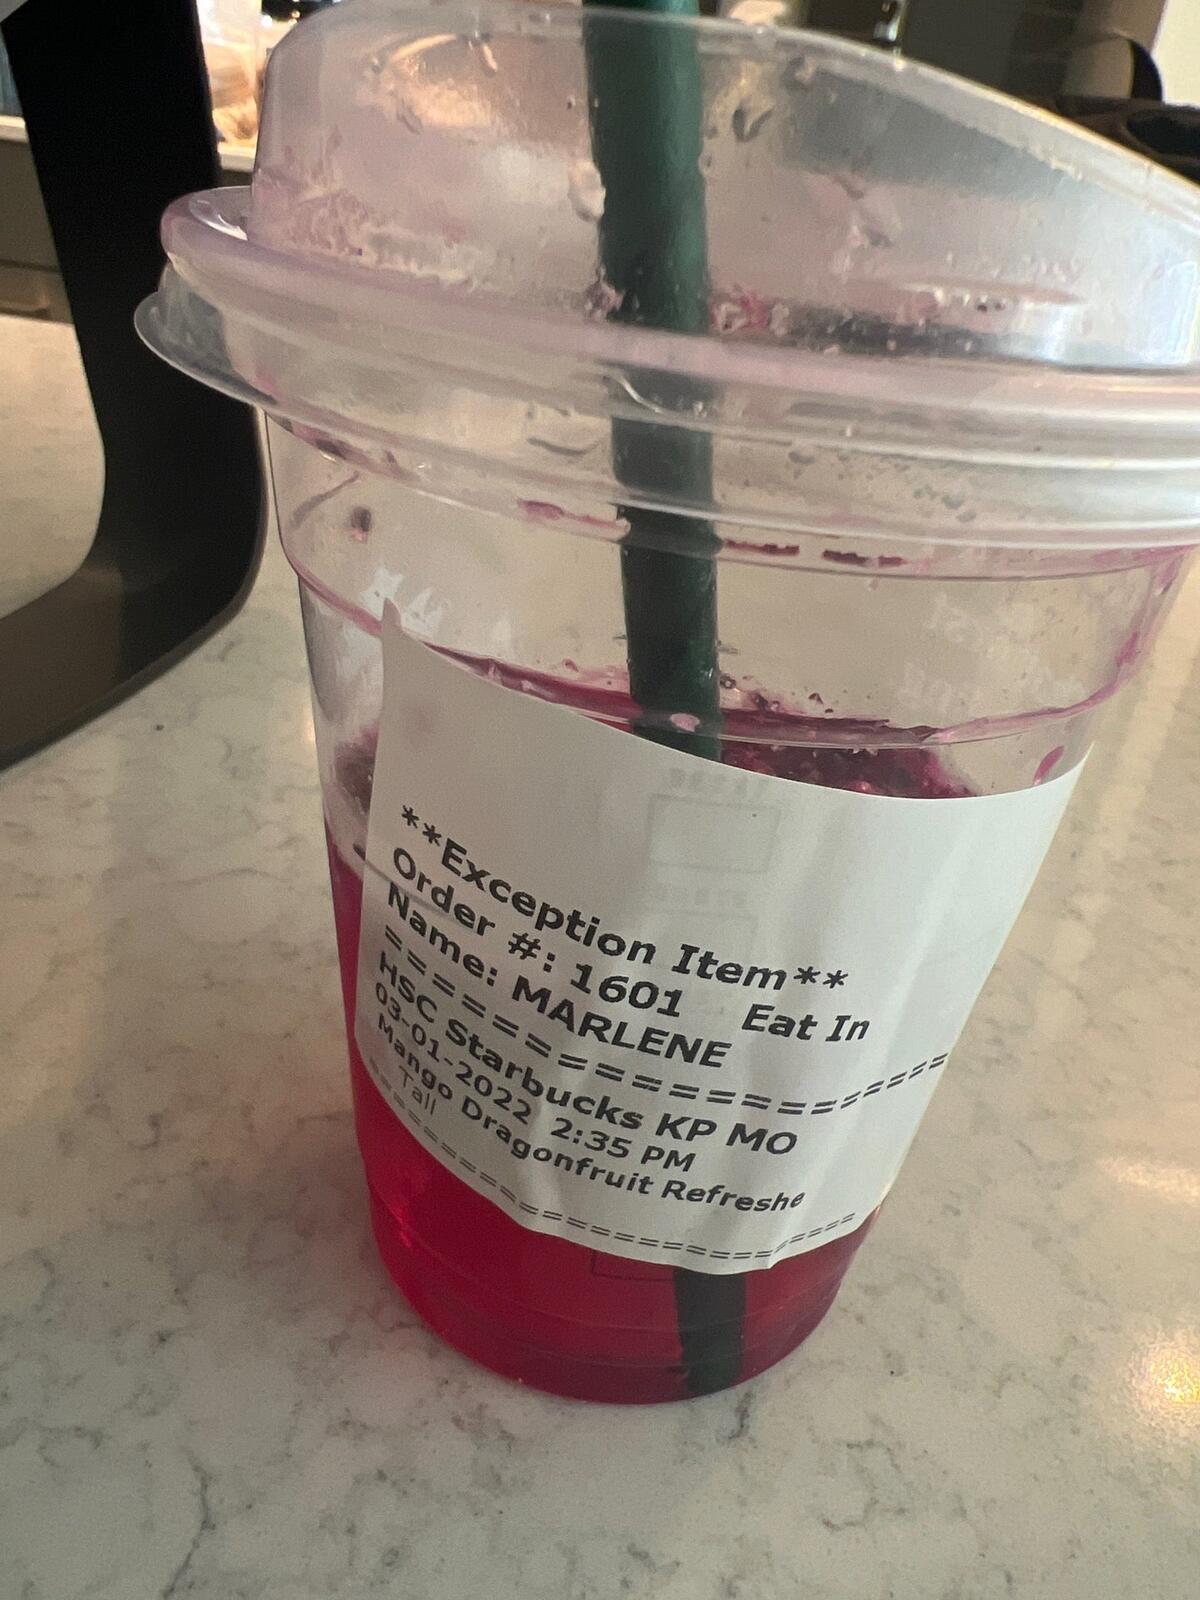 **Exception Item**
Order #: 1601 Eat In
Name: MARLENE
=======================
HSC Starbucks KP MO
03-01-2022 2:35 PM
Mango Dragonfruit Refreshe
Tall
=======================